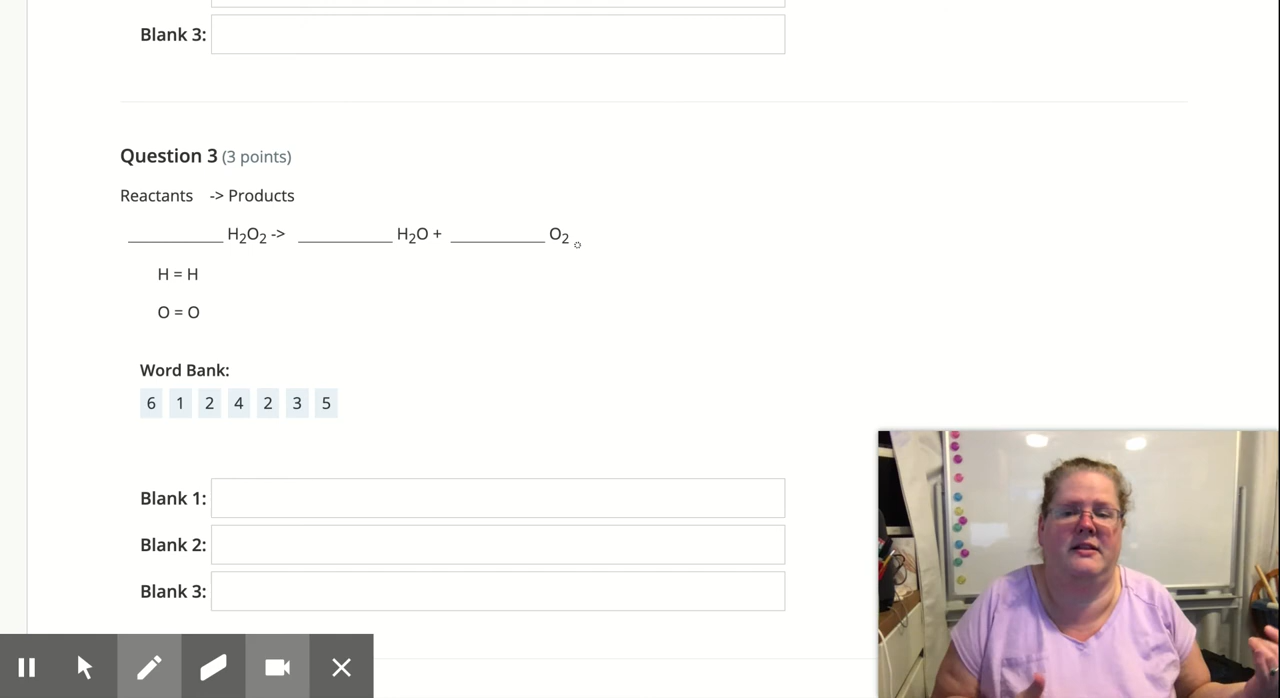 Blank 3:
Question 3 (3 points)
Reactants -> Products
__________ H₂O₂ -> __________ H₂O + __________ O₂
H = H
O = O
Word Bank:
6 1 2 4 2 3 5
Blank 1:
Blank 2:
Blank 3: